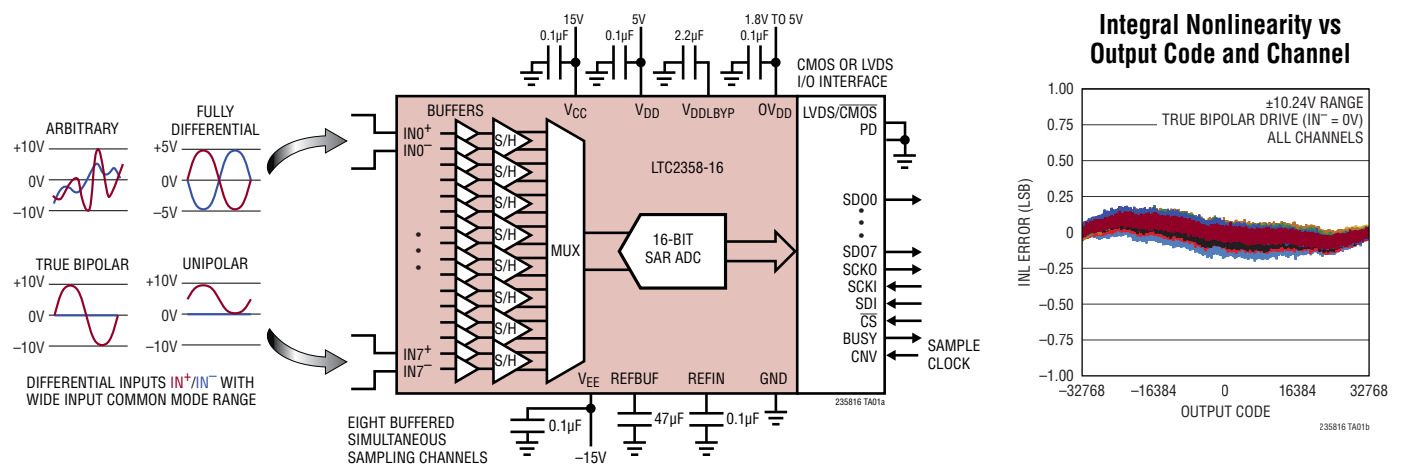 ARBITRARY
+10V
0V
–10V
FULLY
DIFFERENTIAL
+5V
0V
–5V
TRUE BIPOLAR
+10V
0V
–10V
UNIPOLAR
+10V
0V
–10V
DIFFERENTIAL INPUTS IN+/IN– WITH
WIDE INPUT COMMON MODE RANGE
15V
0.1µF
5V
0.1µF
2.2µF
1.8V TO 5V
0.1µF
CMOS OR LVDS
I/O INTERFACE
BUFFERS
VCC
VDD
VDDLBYP
OVDD
LVDS/CMOS
PD
IN0+
IN0–
S/H
S/H
S/H
S/H
S/H
S/H
S/H
S/H
LTC2358-16
MUX
16-BIT
SAR ADC
SDO0
SDO7
SCKO
SCKI
SDI
CS
BUSY
CNV
SAMPLE
CLOCK
IN7+
IN7–
VEE
REFBUF
REFIN
GND
235816 TA01a
0.1µF
47µF
0.1µF
–15V
EIGHT BUFFERED
SIMULTANEOUS
SAMPLING CHANNELS
Integral Nonlinearity vs
Output Code and Channel
±10.24V RANGE
TRUE BIPOLAR DRIVE (IN– = 0V)
ALL CHANNELS
INL ERROR (LSB)
1.00
0.75
0.50
0.25
0
–0.25
–0.50
–0.75
–1.00
–32768
–16384
0
16384
32768
OUTPUT CODE
235816 TA01b